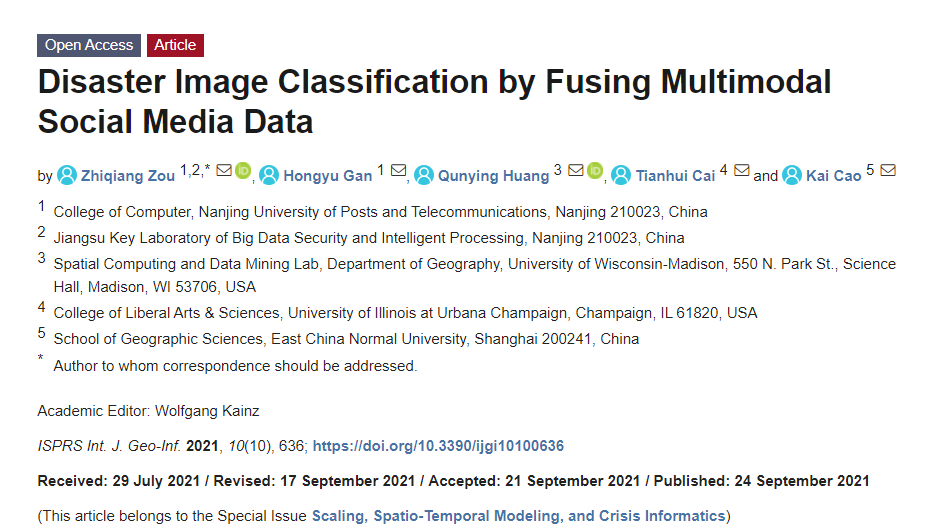 Open Access Article
Disaster Image Classification by Fusing Multimodal
Social Media Data
by Zhiqiang Zou 1,2,* iD, Hongyu Gan 1, Qunying Huang 3 iD, Tianhui Cai 4 and Kai Cao 5
1 College of Computer, Nanjing University of Posts and Telecommunications, Nanjing 210023, China
2 Jiangsu Key Laboratory of Big Data Security and Intelligent Processing, Nanjing 210023, China
3 Spatial Computing and Data Mining Lab, Department of Geography, University of Wisconsin-Madison, 550 N. Park St., Science
Hall, Madison, WI 53706, USA
4 College of Liberal Arts & Sciences, University of Illinois at Urbana Champaign, Champaign, IL 61820, USA
5 School of Geographic Sciences, East China Normal University, Shanghai 200241, China
* Author to whom correspondence should be addressed.
Academic Editor: Wolfgang Kainz
ISPRS Int. J. Geo-Inf. 2021, 10(10), 636; https://doi.org/10.3390/ijgi10100636
Received: 29 July 2021 / Revised: 17 September 2021 / Accepted: 21 September 2021 / Published: 24 September 2021
(This article belongs to the Special Issue Scaling, Spatio-Temporal Modeling, and Crisis Informatics)